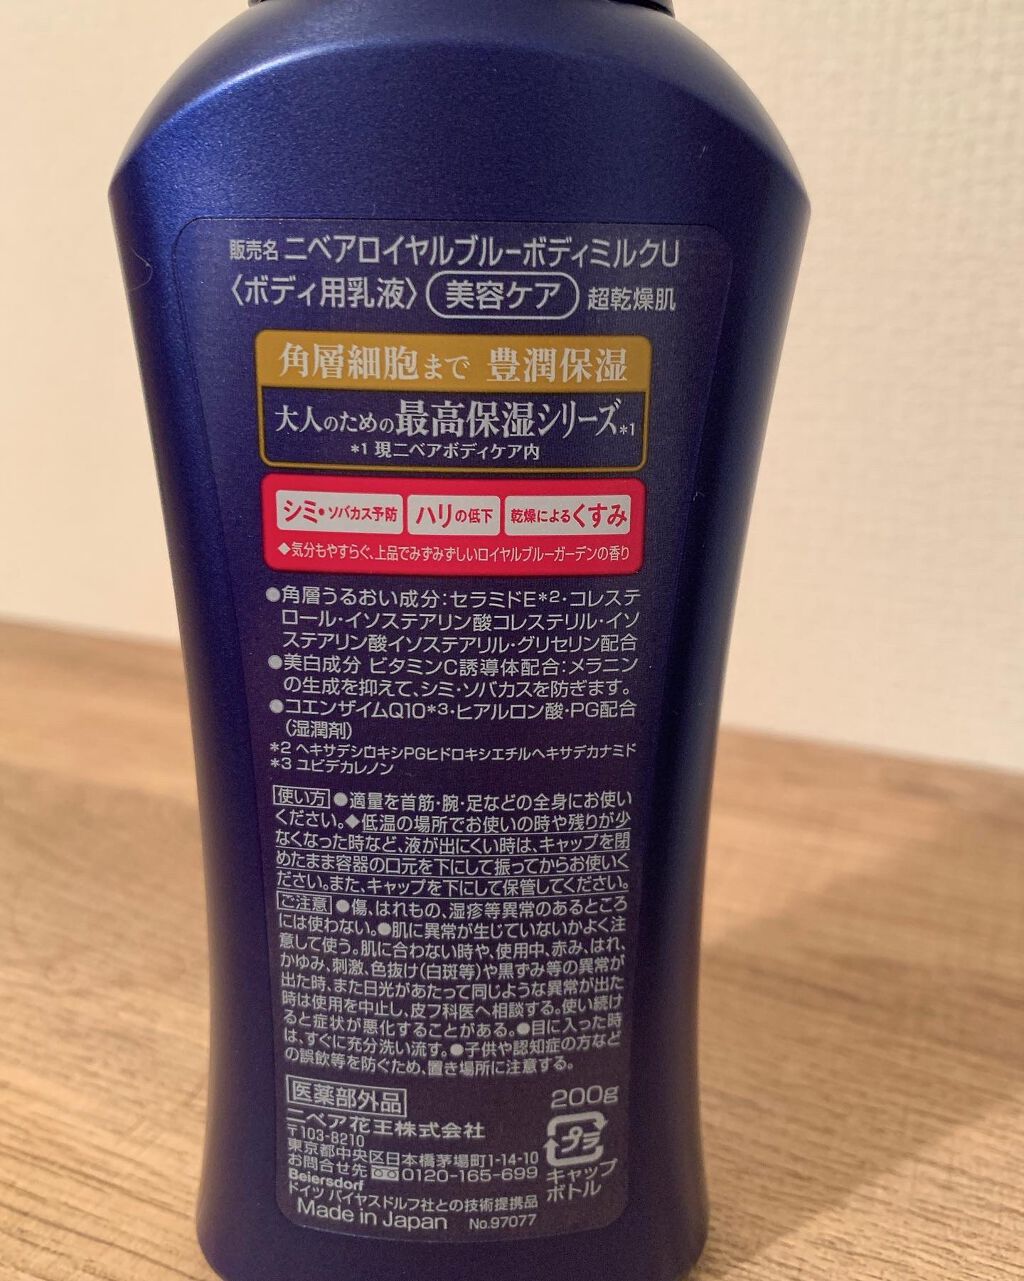 販売名 ニベアロイヤルブルーボディミルクU
〈ボディ用乳液〉 美容ケア 超乾燥肌
角層細胞まで 豊潤保湿
大人のための最高保湿シリーズ*1
*1 現ニベアボディケア内
シミ・ソバカス予防 ハリの低下 乾燥によるくすみ
◆気分もやすらぐ、上品でみずみずしいロイヤルブルーガーデンの香り
●角層うるおい成分:セラミドE*2・コレステ
ロール・イソステアリン酸コレステリル・イソ
ステアリン酸イソステアリル・グリセリン配合
●美白成分 ビタミンC誘導体配合:メラニン
の生成を抑えて、シミ・ソバカスを防ぎます。
●コエンザイムQ10*3・ヒアルロン酸・PG配合
(湿潤剤)
*2 ヘキサデシロキシPGヒドロキシエチルヘキサデカナミド
*3 ユビデカレノン
使い方 ●適量を首筋・腕・足などの全身にお使い
ください。◆低温の場所でお使いの時や残りが少
なくなった時など、液が出にくい時は、キャップを閉
めたまま容器の口元を下にして振ってからお使いく
ださい。また、キャップを下にして保管してください。
ご注意 ●傷、はれもの、湿疹等異常のあるところ
には使わない。●肌に異常が生じていないかよく注
意して使う。肌に合わない時や、使用中、赤み、はれ、
かゆみ、刺激、色抜け(白斑等)や黒ずみ等の異常が
出た時、また日光があたって同じような異常が出た
時は使用を中止し、皮フ科医へ相談する。使い続け
ると症状が悪化することがある。●目に入った時
は、すぐに充分洗い流す。●子供や認知症の方など
の誤飲等を防ぐため、置き場所に注意する。
医薬部外品 200g
ニベア花王株式会社
〒103-8210
東京都中央区日本橋茅場町1-14-10
お問合せ先 0120-165-699
Beiersdorf
ドイツ バイヤスドルフ社との技術提携品
Made in Japan No.97077
プラ
キャップ
ボトル